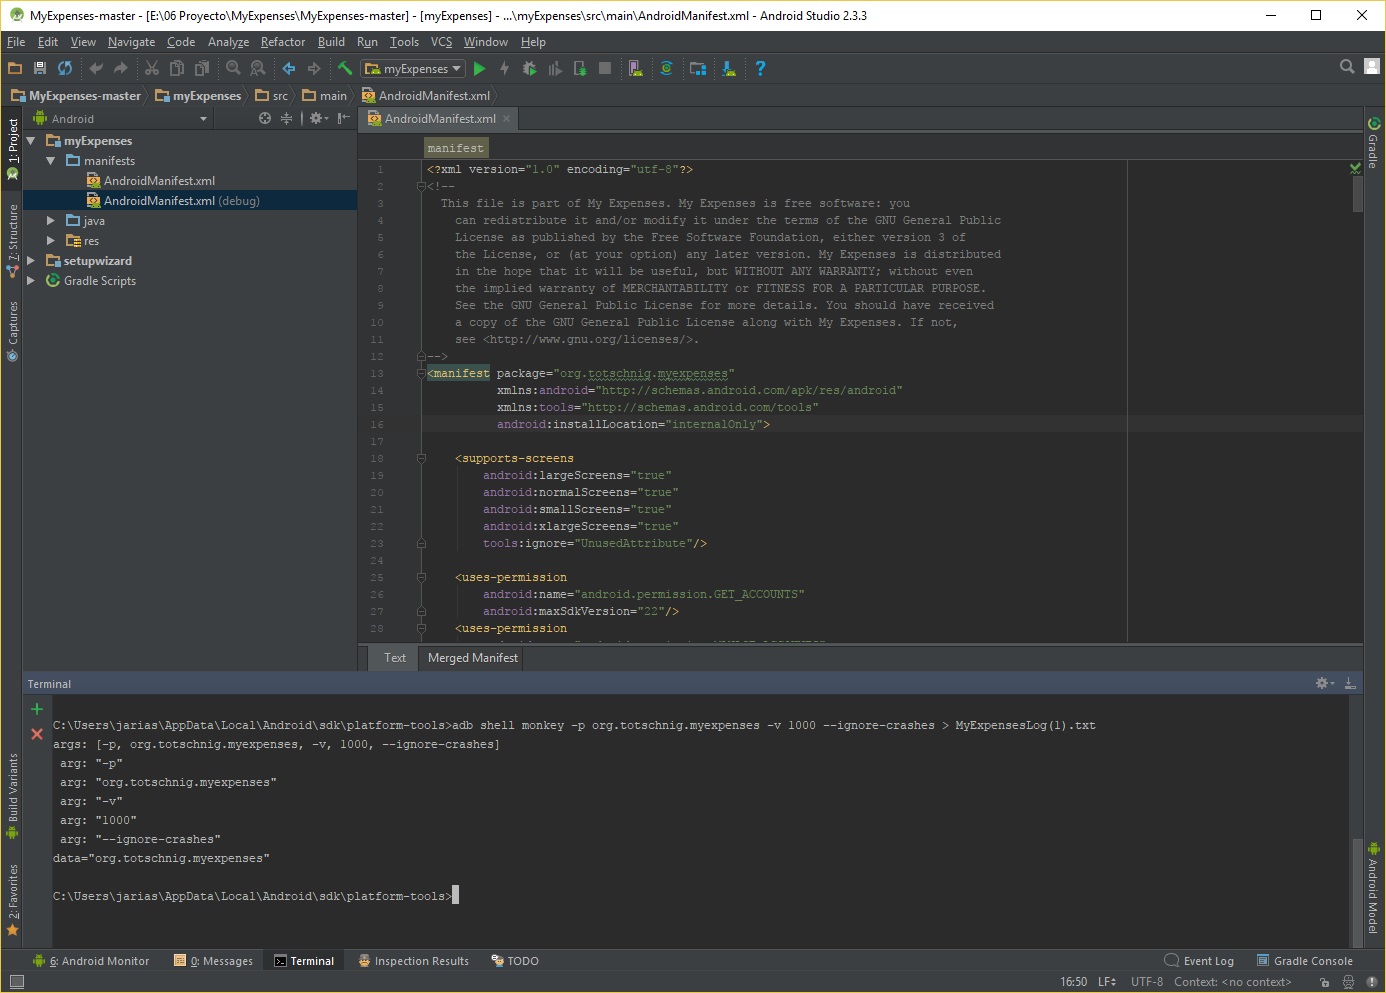 MyExpenses-master - [E:\06 Proyecto\MyExpenses\MyExpenses-master] - [myExpenses] - ...\myExpenses\src\main\AndroidManifest.xml - Android Studio 2.3.3
File Edit View Navigate Code Analyze Refactor Build Run Tools VCS Window Help
myExpenses
MyExpenses-master myExpenses src main AndroidManifest.xml
Android
AndroidManifest.xml
1: Project
7: Structure
Captures
Build Variants
2: Favorites
myExpenses
manifests
AndroidManifest.xml
AndroidManifest.xml (debug)
java
res
setupwizard
Gradle Scripts
manifest
1 <?xml version="1.0" encoding="utf-8"?>
2 <!--
3 This file is part of My Expenses. My Expenses is free software: you
4 can redistribute it and/or modify it under the terms of the GNU General Public
5 License as published by the Free Software Foundation, either version 3 of
6 the License, or (at your option) any later version. My Expenses is distributed
7 in the hope that it will be useful, but WITHOUT ANY WARRANTY; without even
8 the implied warranty of MERCHANTABILITY or FITNESS FOR A PARTICULAR PURPOSE.
9 See the GNU General Public License for more details. You should have received
10 a copy of the GNU General Public License along with My Expenses. If not,
11 see <http://www.gnu.org/licenses/>.
12 -->
13 <manifest package="org.totschnig.myexpenses"
14 xmlns:android="http://schemas.android.com/apk/res/android"
15 xmlns:tools="http://schemas.android.com/tools"
16 android:installLocation="internalOnly">
17
18 <supports-screens
19 android:largeScreens="true"
20 android:normalScreens="true"
21 android:smallScreens="true"
22 android:xlargeScreens="true"
23 tools:ignore="UnusedAttribute"/>
24
25 <uses-permission
26 android:name="android.permission.GET_ACCOUNTS"
27 android:maxSdkVersion="22"/>
28 <uses-permission
Text Merged Manifest
Gradle
Android Model
Terminal
C:\Users\jarias\AppData\Local\Android\sdk\platform-tools>adb shell monkey -p org.totschnig.myexpenses -v 1000 --ignore-crashes > MyExpensesLog(1).txt
args: [-p, org.totschnig.myexpenses, -v, 1000, --ignore-crashes]
arg: "-p"
arg: "org.totschnig.myexpenses"
arg: "-v"
arg: "1000"
arg: "--ignore-crashes"
data="org.totschnig.myexpenses"
C:\Users\jarias\AppData\Local\Android\sdk\platform-tools>
6: Android Monitor 0: Messages Terminal Inspection Results TODO Event Log Gradle Console
16:50 LF UTF-8 Context: <no context>